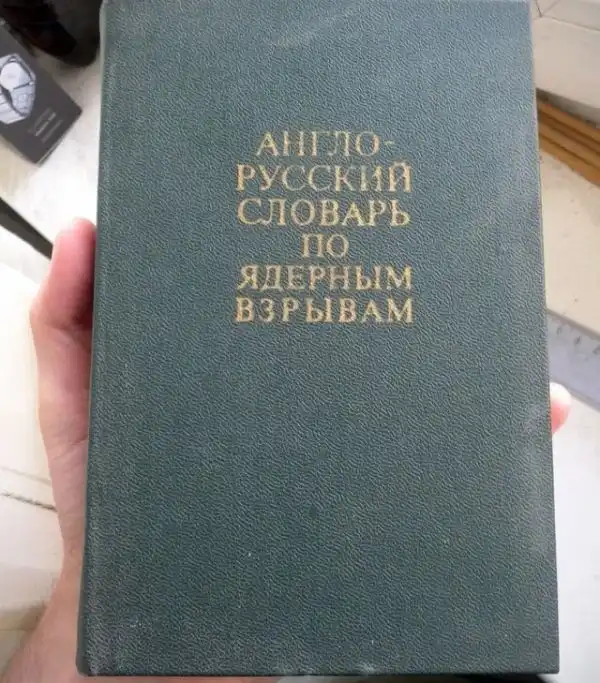 АНГЛО-
РУССКИЙ
СЛОВАРЬ
ПО
ЯДЕРНЫМ
ВЗРЫВАМ